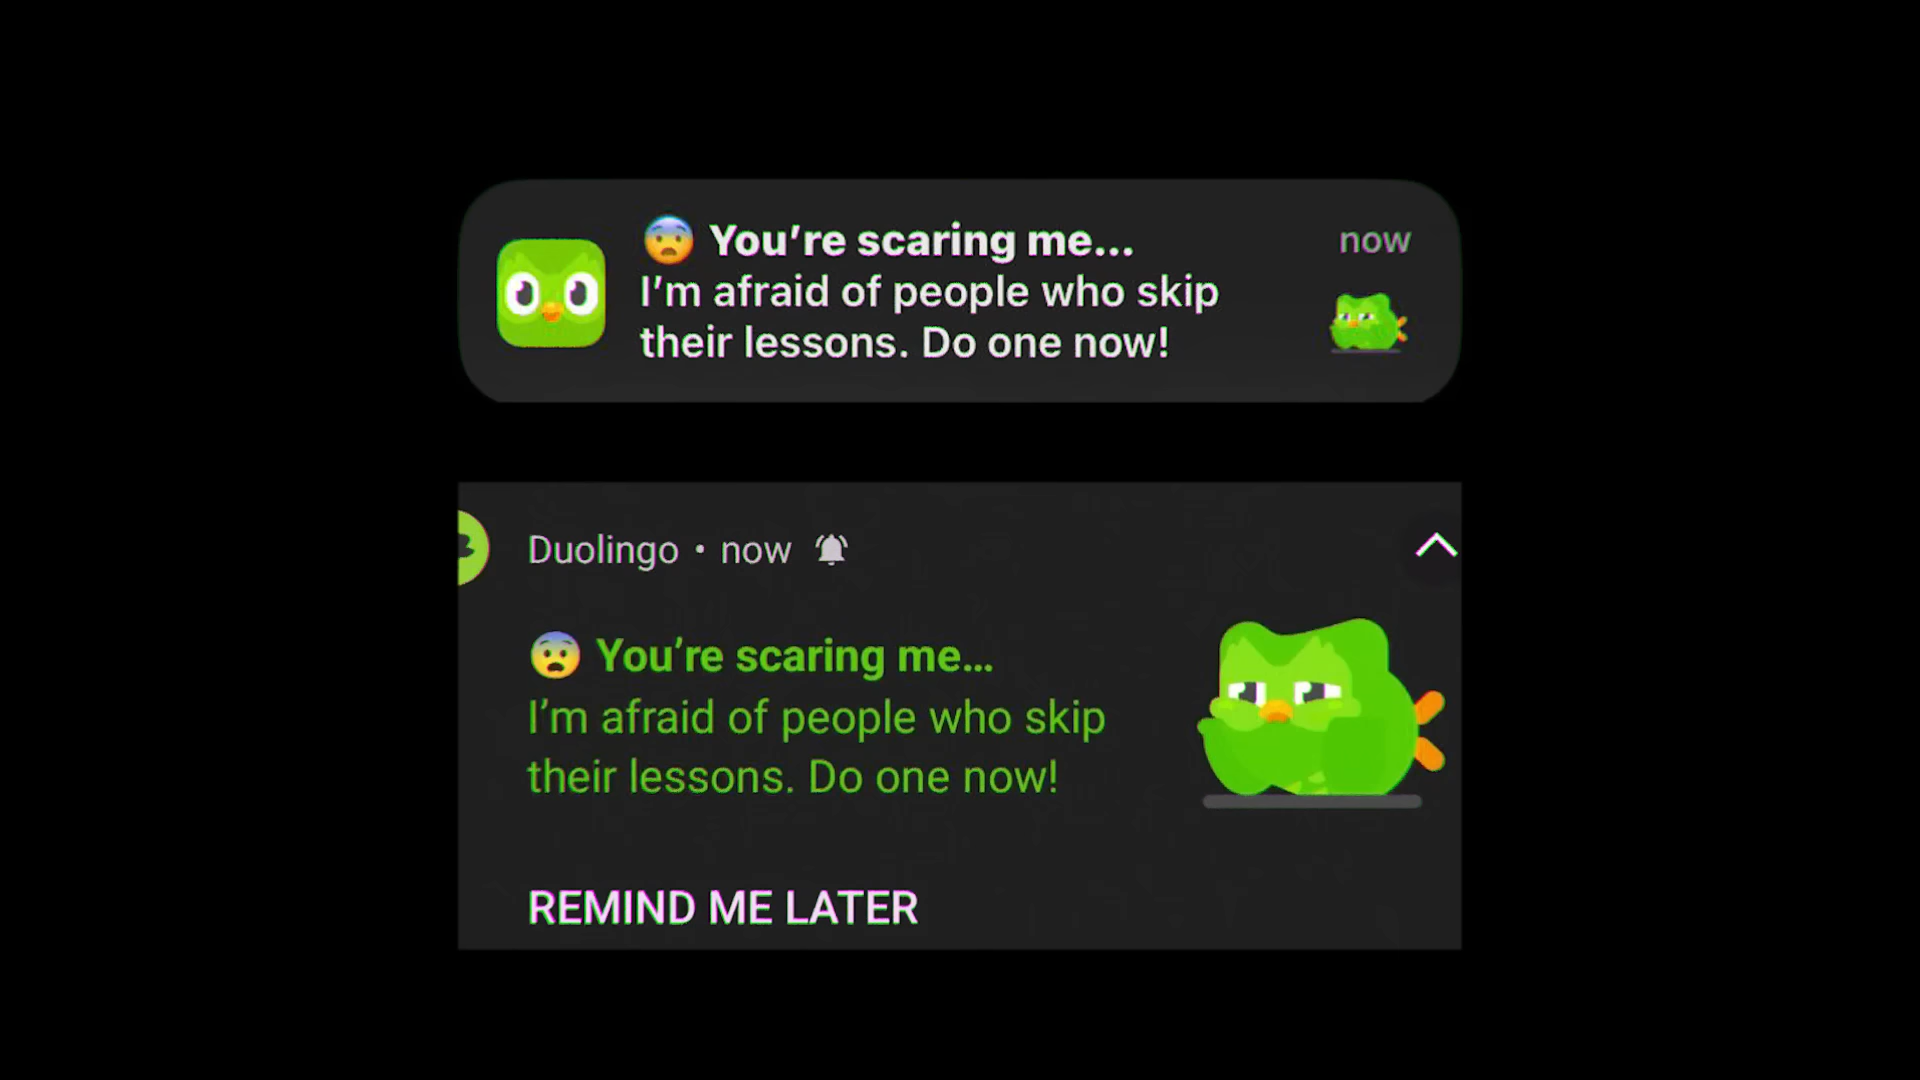 😨 You’re scaring me...
now
I’m afraid of people who skip
their lessons. Do one now!
Duolingo • now
😨 You’re scaring me...
I’m afraid of people who skip
their lessons. Do one now!
REMIND ME LATER